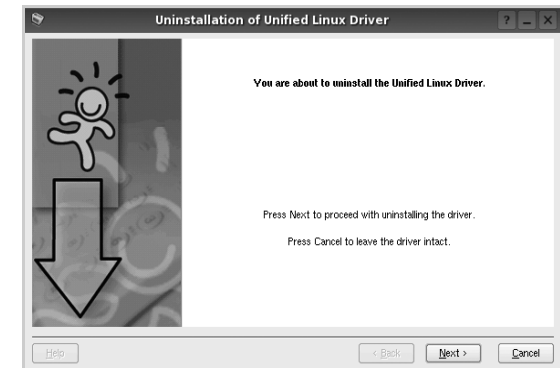 Uninstallation of Unified Linux Driver
You are about to uninstall the Unified Linux Driver.
Press Next to proceed with uninstalling the driver.
Press Cancel to leave the driver intact.
Help
< Back
Next >
Cancel